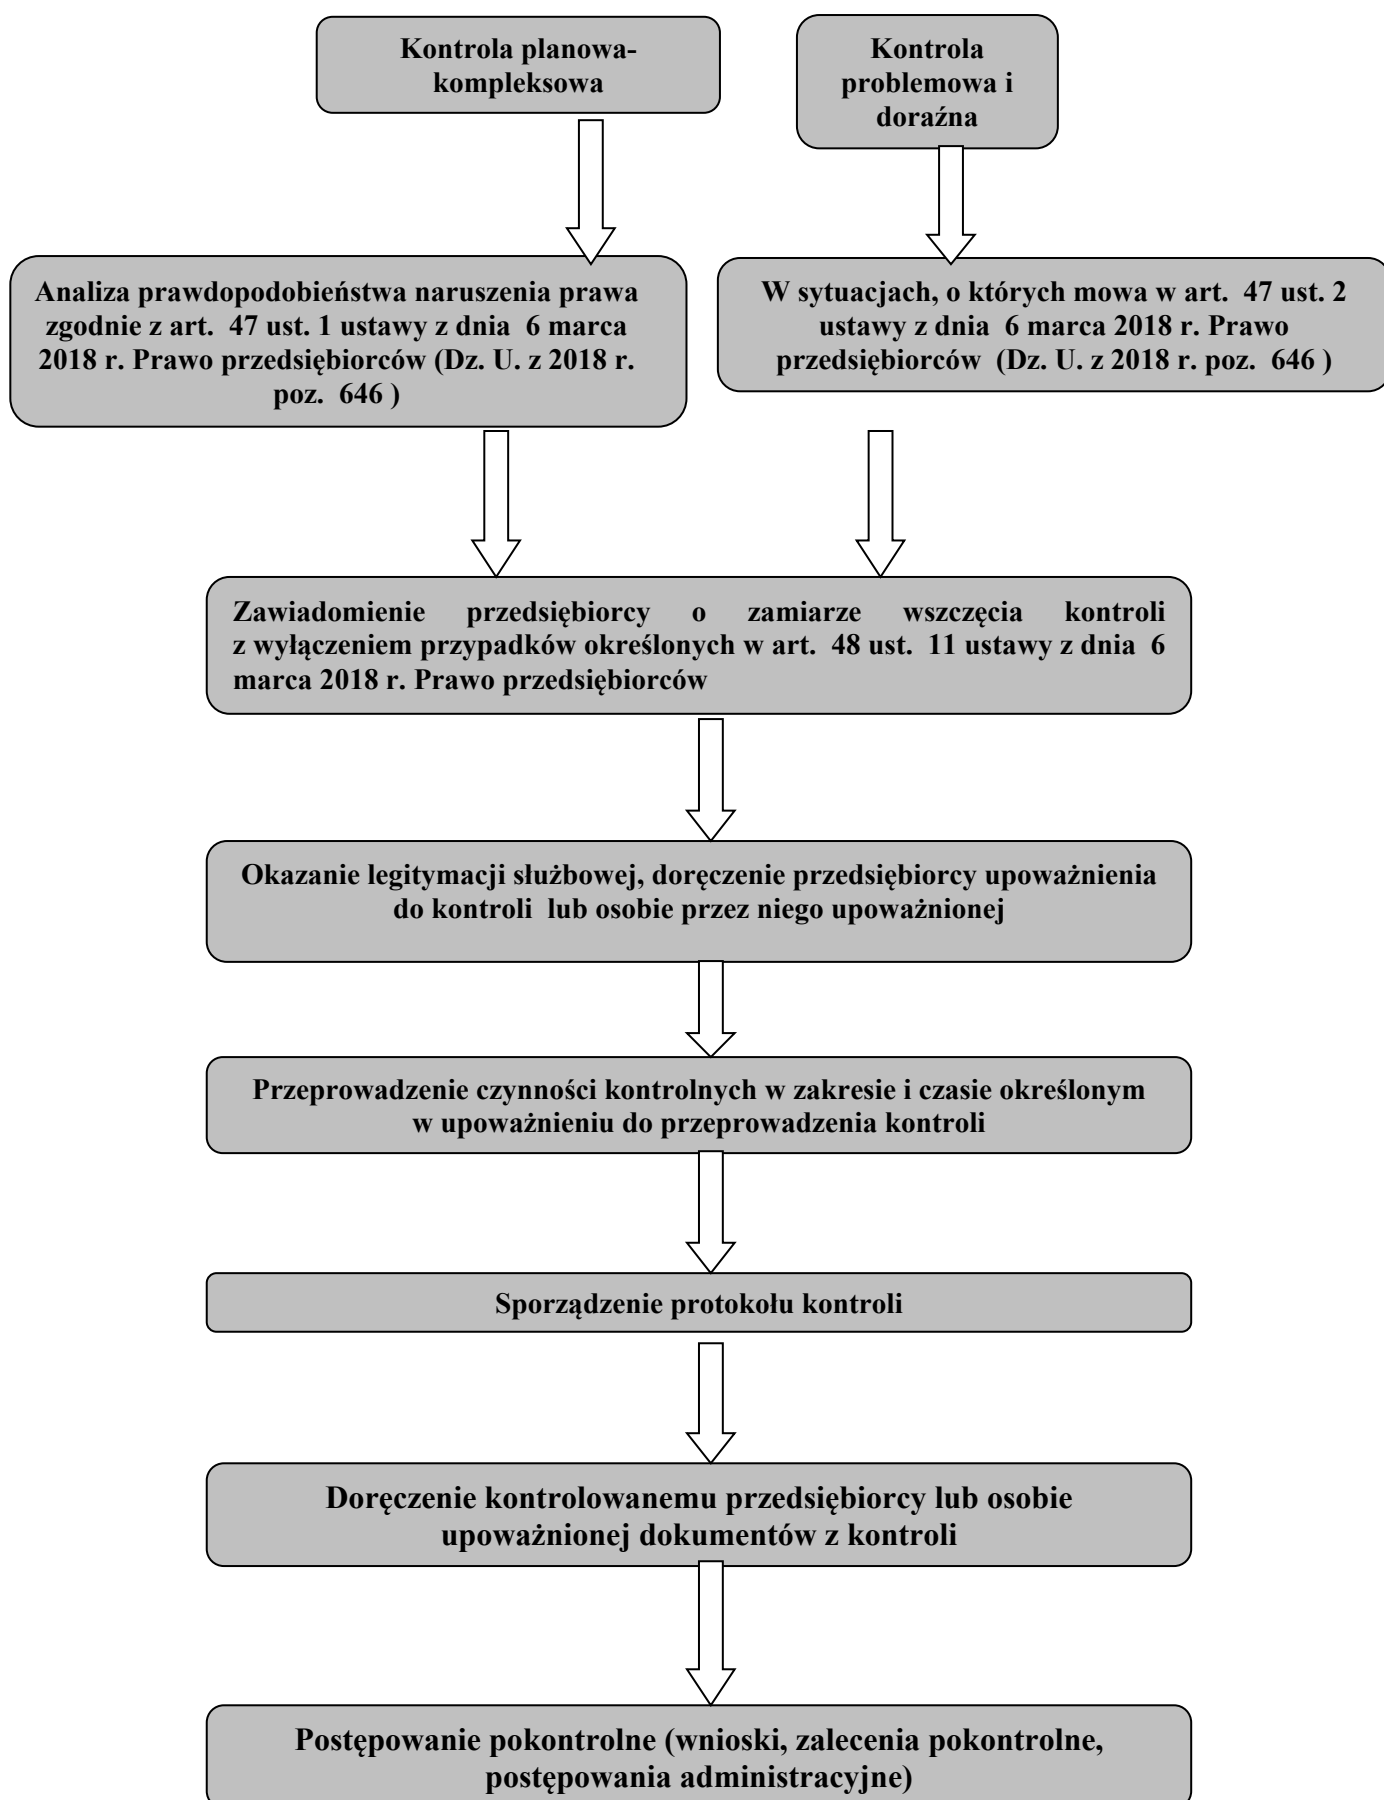 Kontrola planowa-
kompleksowa
Kontrola
problemowa i
doraźna
Analiza prawdopodobieństwa naruszenia prawa
zgodnie z art. 47 ust. 1 ustawy z dnia 6 marca
2018 r. Prawo przedsiębiorców (Dz. U. z 2018 r.
poz. 646 )
W sytuacjach, o których mowa w art. 47 ust. 2
ustawy z dnia 6 marca 2018 r. Prawo
przedsiębiorców (Dz. U. z 2018 r. poz. 646 )
Zawiadomienie przedsiębiorcy o zamiarze wszczęcia kontroli
z wyłączeniem przypadków określonych w art. 48 ust. 11 ustawy z dnia 6
marca 2018 r. Prawo przedsiębiorców
Okazanie legitymacji służbowej, doręczenie przedsiębiorcy upoważnienia
do kontroli lub osobie przez niego upoważnionej
Przeprowadzenie czynności kontrolnych w zakresie i czasie określonym
w upoważnieniu do przeprowadzenia kontroli
Sporządzenie protokołu kontroli
Doręczenie kontrolowanemu przedsiębiorcy lub osobie
upoważnionej dokumentów z kontroli
Postępowanie pokontrolne (wnioski, zalecenia pokontrolne,
postępowania administracyjne)